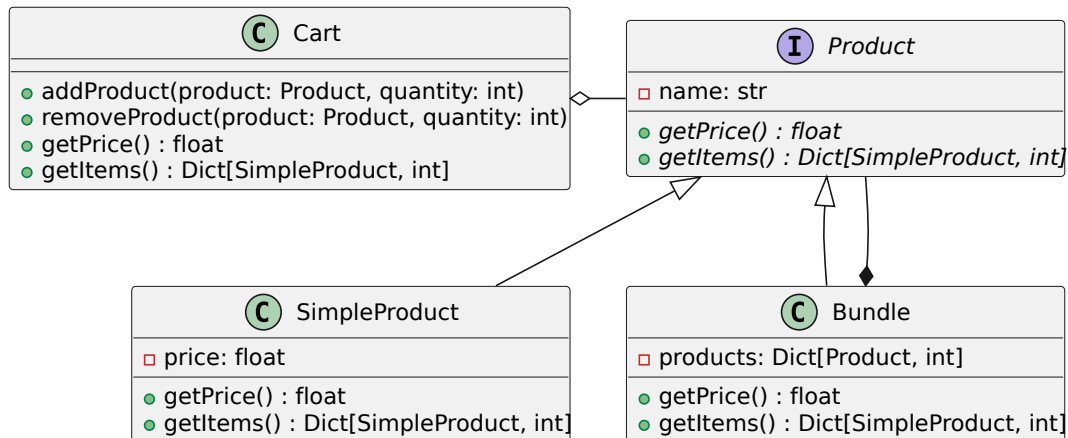 C Cart
addProduct(product: Product, quantity: int)
removeProduct(product: Product, quantity: int)
getPrice() : float
getItems() : Dict[SimpleProduct, int]
I Product
name: str
getPrice() : float
getItems() : Dict[SimpleProduct, int]
C SimpleProduct
price: float
getPrice() : float
getItems() : Dict[SimpleProduct, int]
C Bundle
products: Dict[Product, int]
getPrice() : float
getItems() : Dict[SimpleProduct, int]